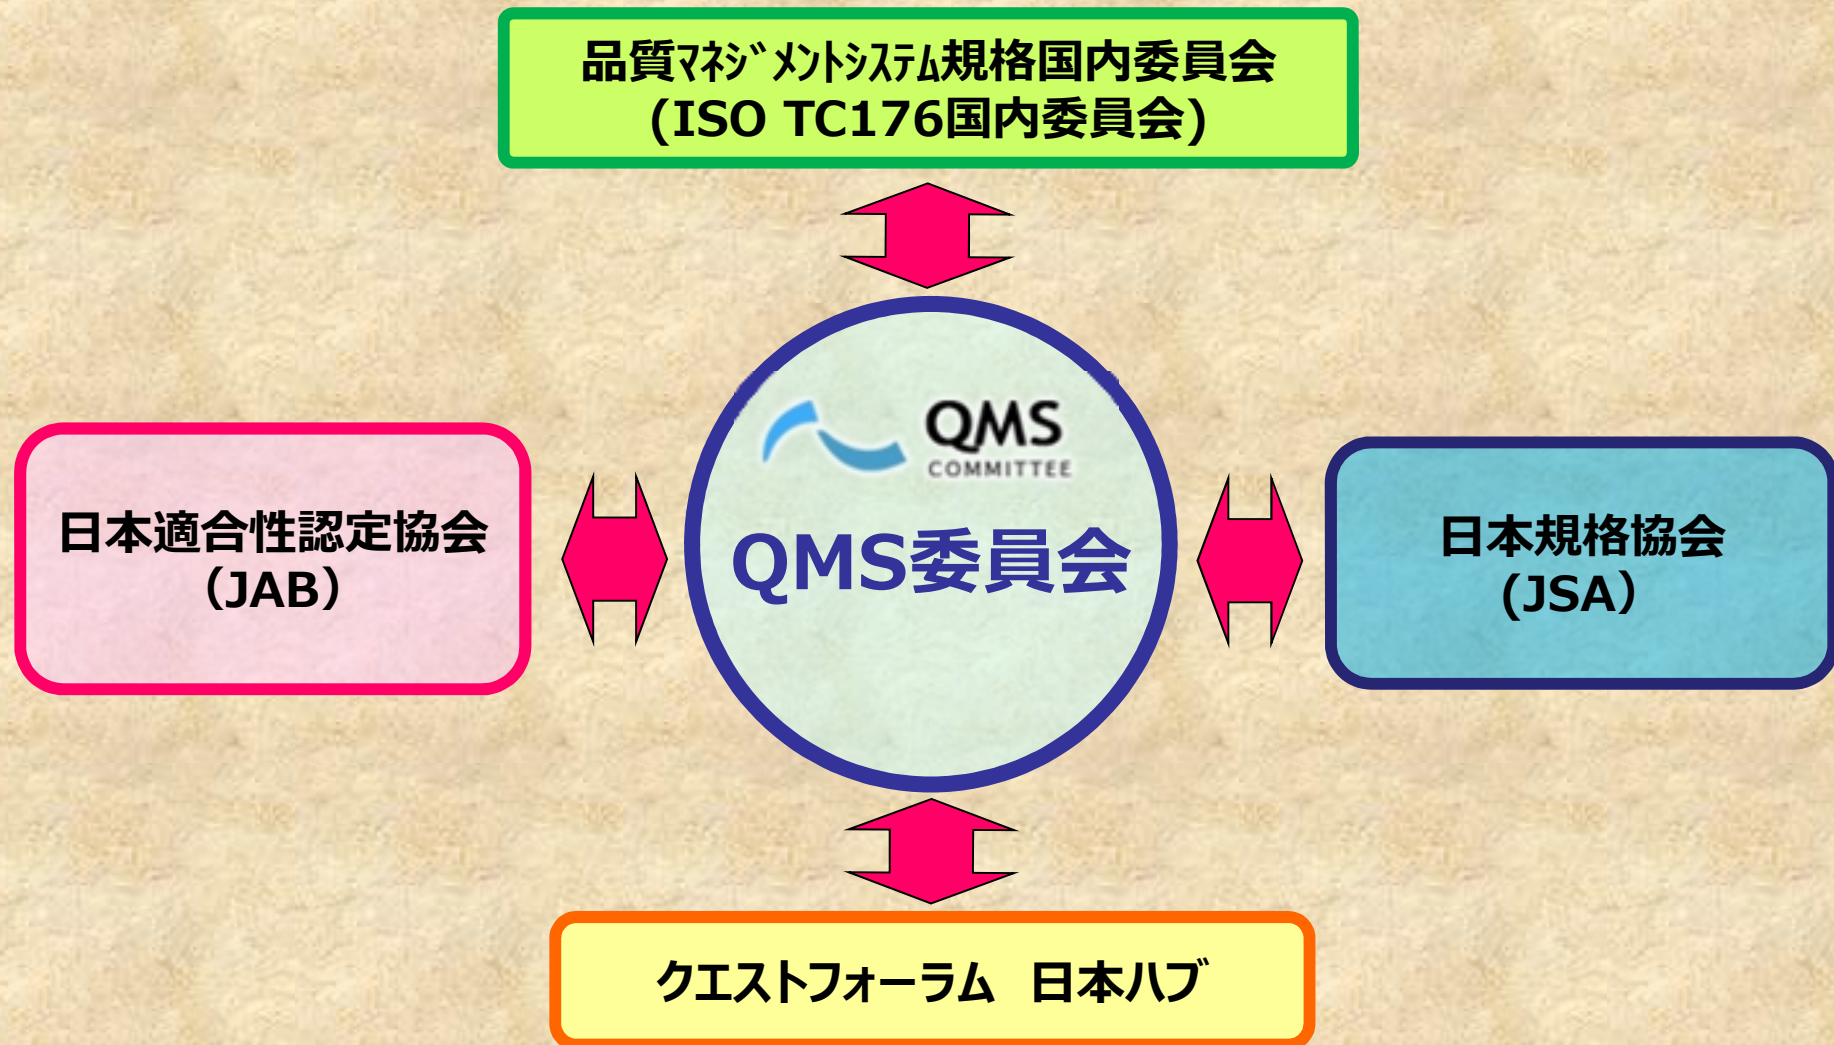 品質ﾏﾈｼﾞﾒﾝﾄｼｽﾃﾑ規格国内委員会
(ISO TC176国内委員会)
QMS
COMMITTEE
QMS委員会
日本適合性認定協会
（JAB）
日本規格協会
(JSA）
クエストフォーラム　日本ハブ